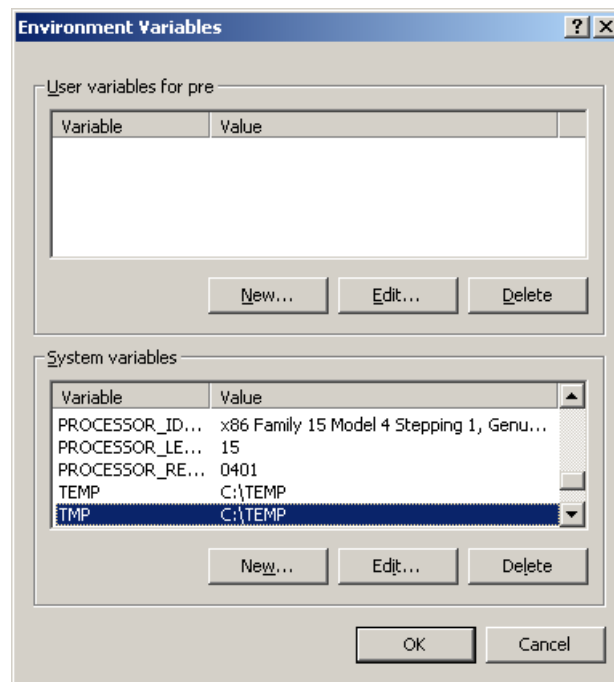 Environment Variables
User variables for pre
Variable Value
New... Edit... Delete
System variables
Variable Value
PROCESSOR_ID... x86 Family 15 Model 4 Stepping 1, Genu...
PROCESSOR_LE... 15
PROCESSOR_RE... 0401
TEMP C:\TEMP
TMP C:\TEMP
New... Edit... Delete
OK Cancel